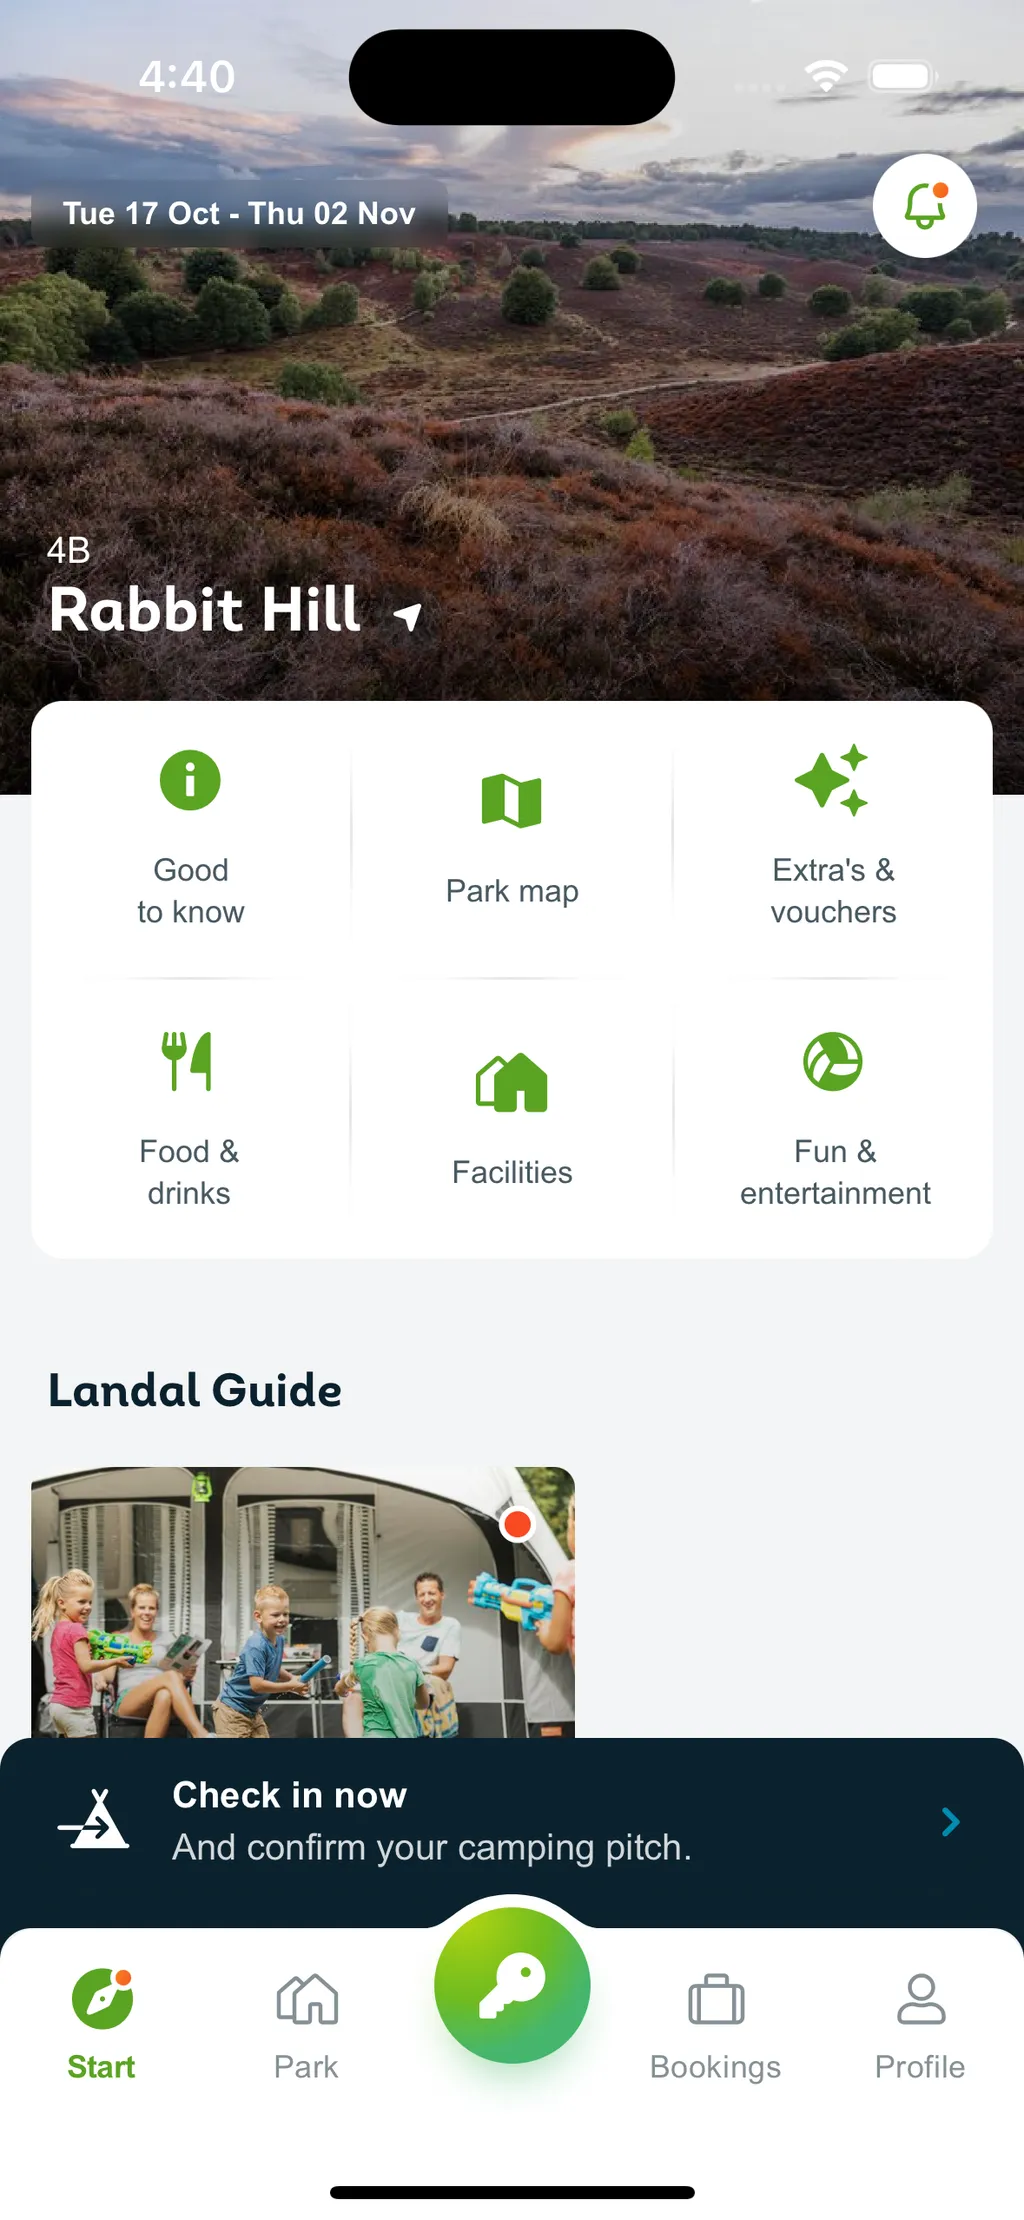 4:40
Tue 17 Oct - Thu 02 Nov
4B
Rabbit Hill
Good
to know
Park map
Extra's &
vouchers
Food &
drinks
Facilities
Fun &
entertainment
Landal Guide
Check in now
And confirm your camping pitch.
Start
Park
Bookings
Profile